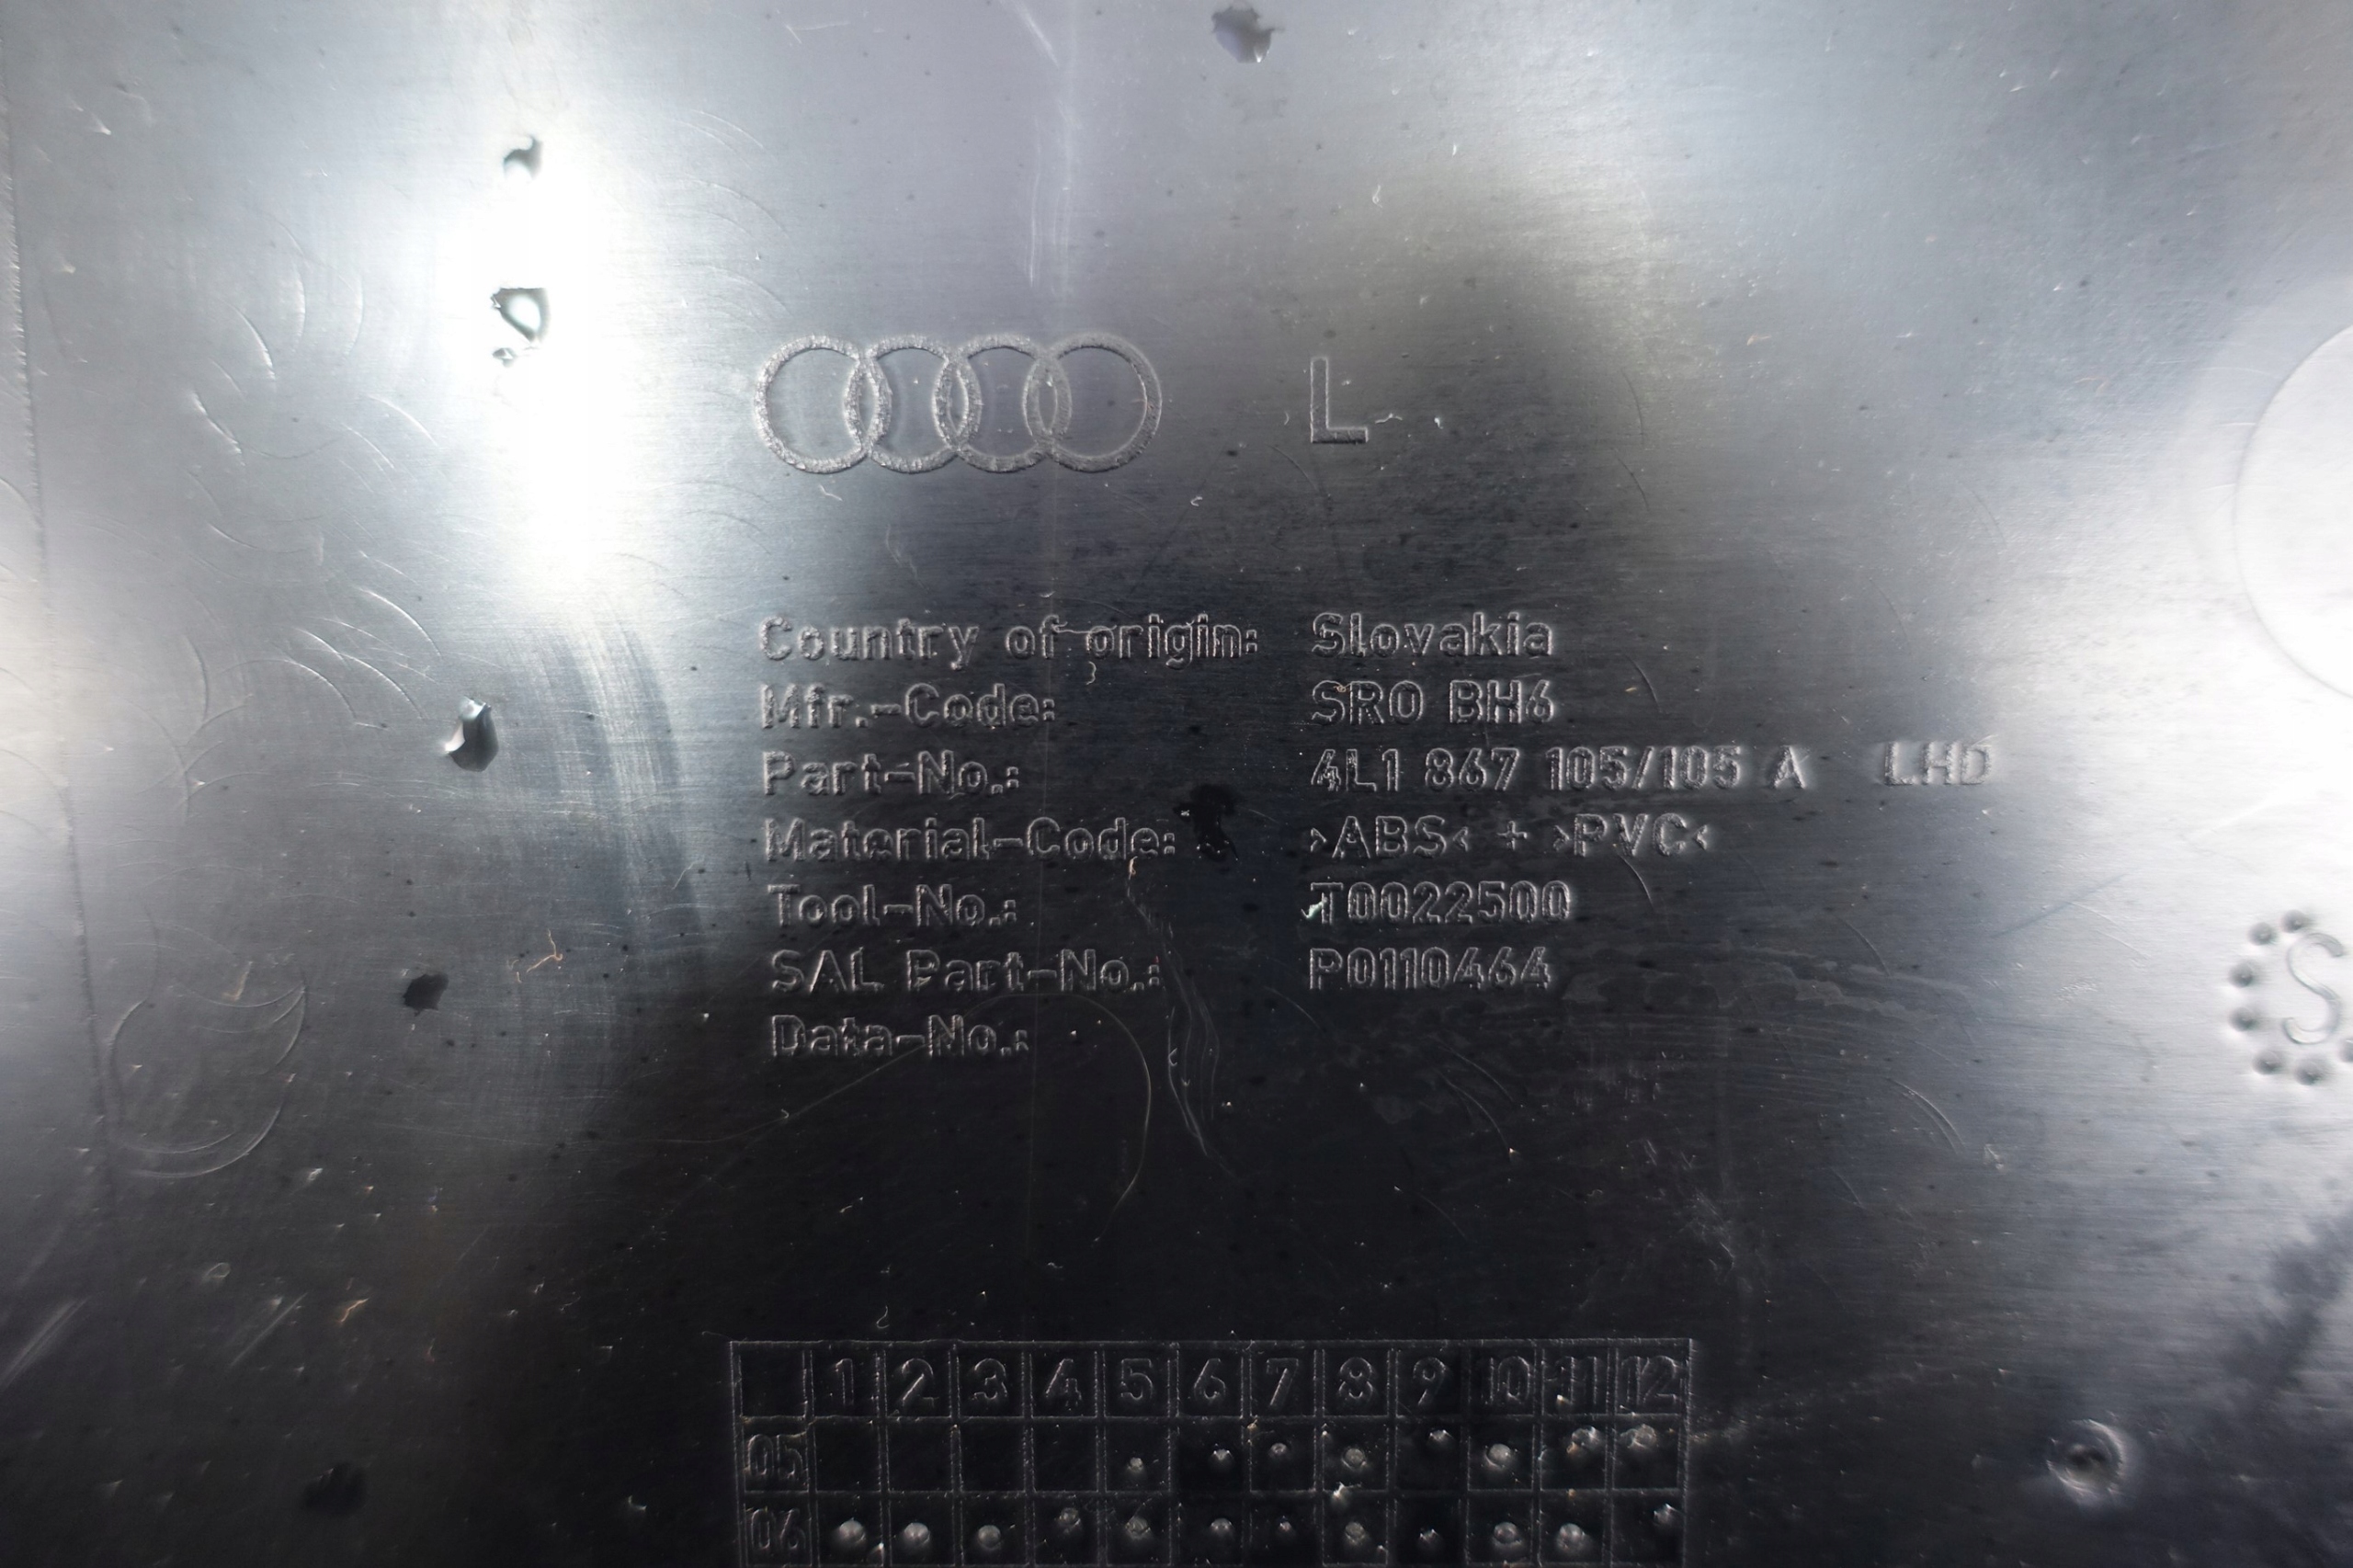 L
Country of origin: Slovakia
Mfr.-Code: SRO BH6
Part-No.: 4L1 867 105/105 A LHD
Material-Code: >ABS< + >PVC<
Tool-No.: T0022500
SAL Part-No.: P0110464
Data-No.:
S
1 2 3 4 5 6 7 8 9 10 11 12
05
06